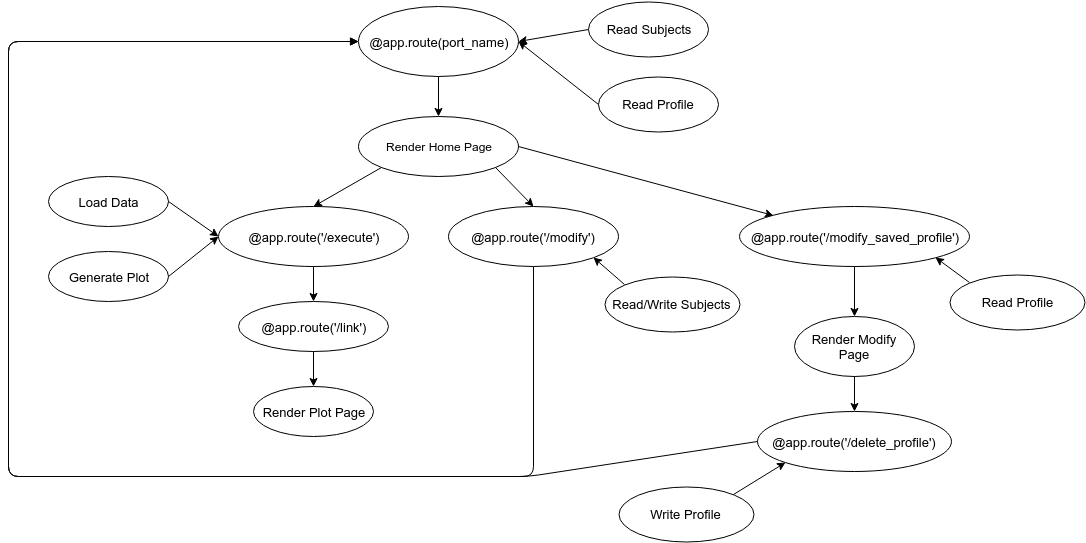 Read Subjects
@app.route(port_name)
Read Profile
Render Home Page
Load Data
@app.route('/execute')
@app.route('/modify')
@app.route('/modify_saved_profile')
Generate Plot
Read/Write Subjects
Read Profile
@app.route('/link')
Render Modify
Page
Render Plot Page
@app.route('/delete_profile')
Write Profile